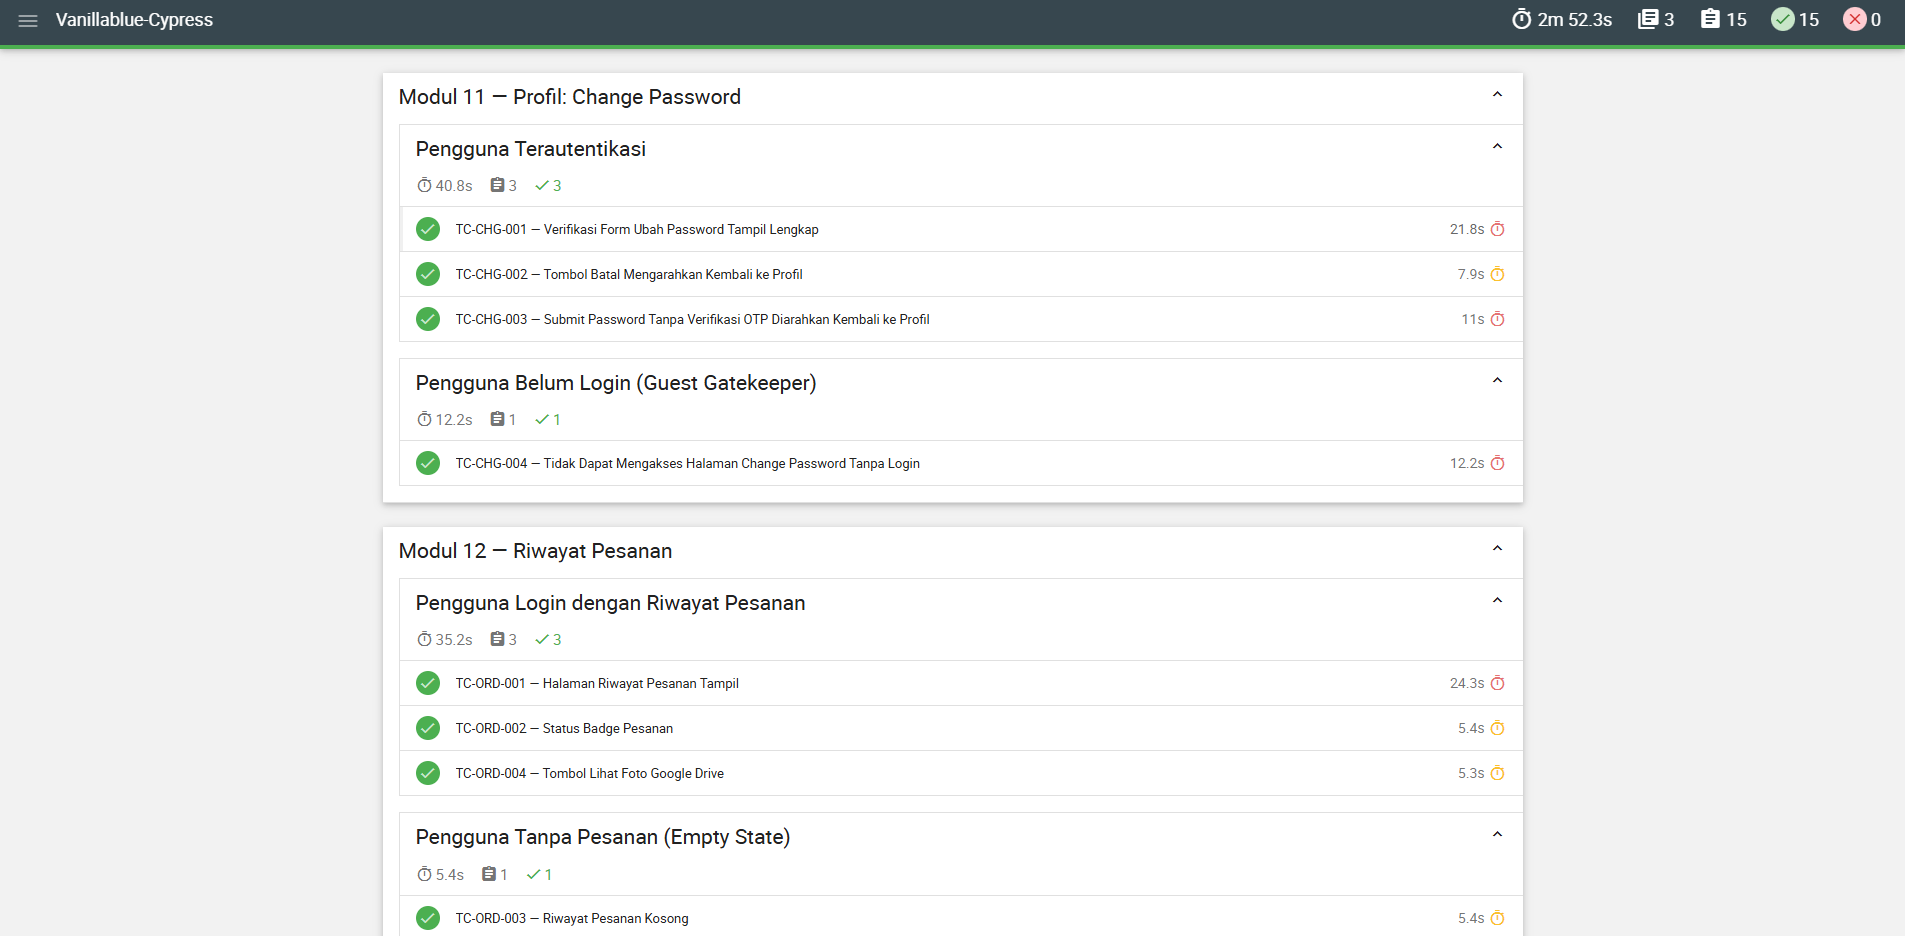 Vanillablue-Cypress 2m 52.3s 3 15 15 0
Modul 11 — Profil: Change Password
Pengguna Terautentikasi
40.8s 3 3
TC-CHG-001 — Verifikasi Form Ubah Password Tampil Lengkap 21.8s
TC-CHG-002 — Tombol Batal Mengarahkan Kembali ke Profil 7.9s
TC-CHG-003 — Submit Password Tanpa Verifikasi OTP Diarahkan Kembali ke Profil 11s
Pengguna Belum Login (Guest Gatekeeper)
12.2s 1 1
TC-CHG-004 — Tidak Dapat Mengakses Halaman Change Password Tanpa Login 12.2s
Modul 12 — Riwayat Pesanan
Pengguna Login dengan Riwayat Pesanan
35.2s 3 3
TC-ORD-001 — Halaman Riwayat Pesanan Tampil 24.3s
TC-ORD-002 — Status Badge Pesanan 5.4s
TC-ORD-004 — Tombol Lihat Foto Google Drive 5.3s
Pengguna Tanpa Pesanan (Empty State)
5.4s 1 1
TC-ORD-003 — Riwayat Pesanan Kosong 5.4s